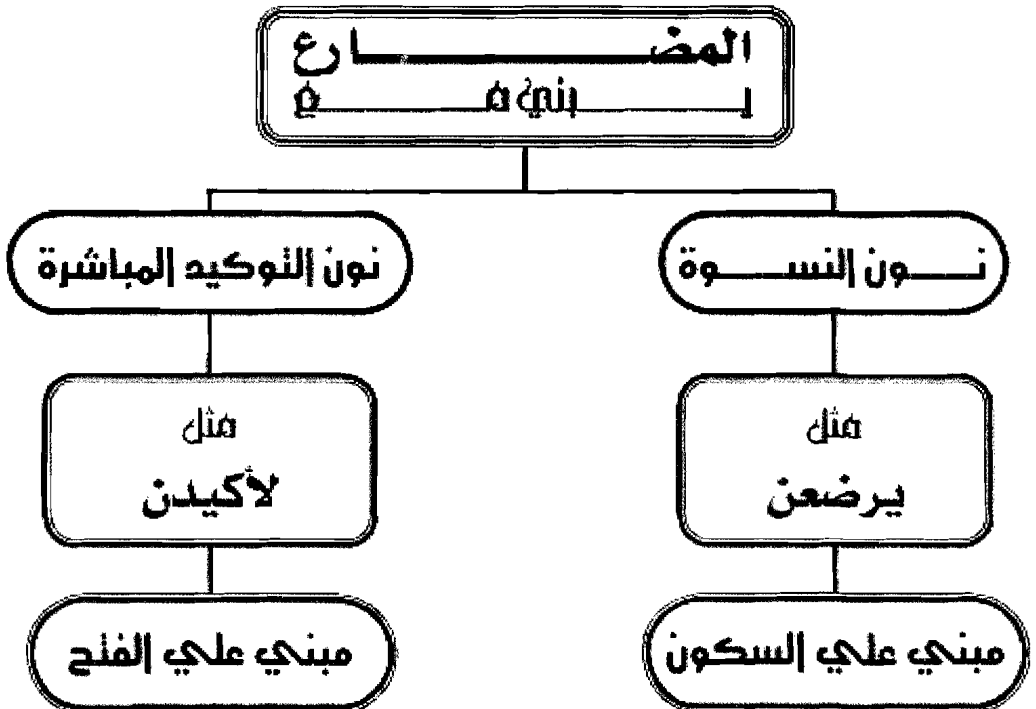 المضارع
يبني مع
نون النسوة
نون التوكيد المباشرة
مثل
يرضعن
مثل
لأكيدن
مبني علي السكون
مبني علي الفتح